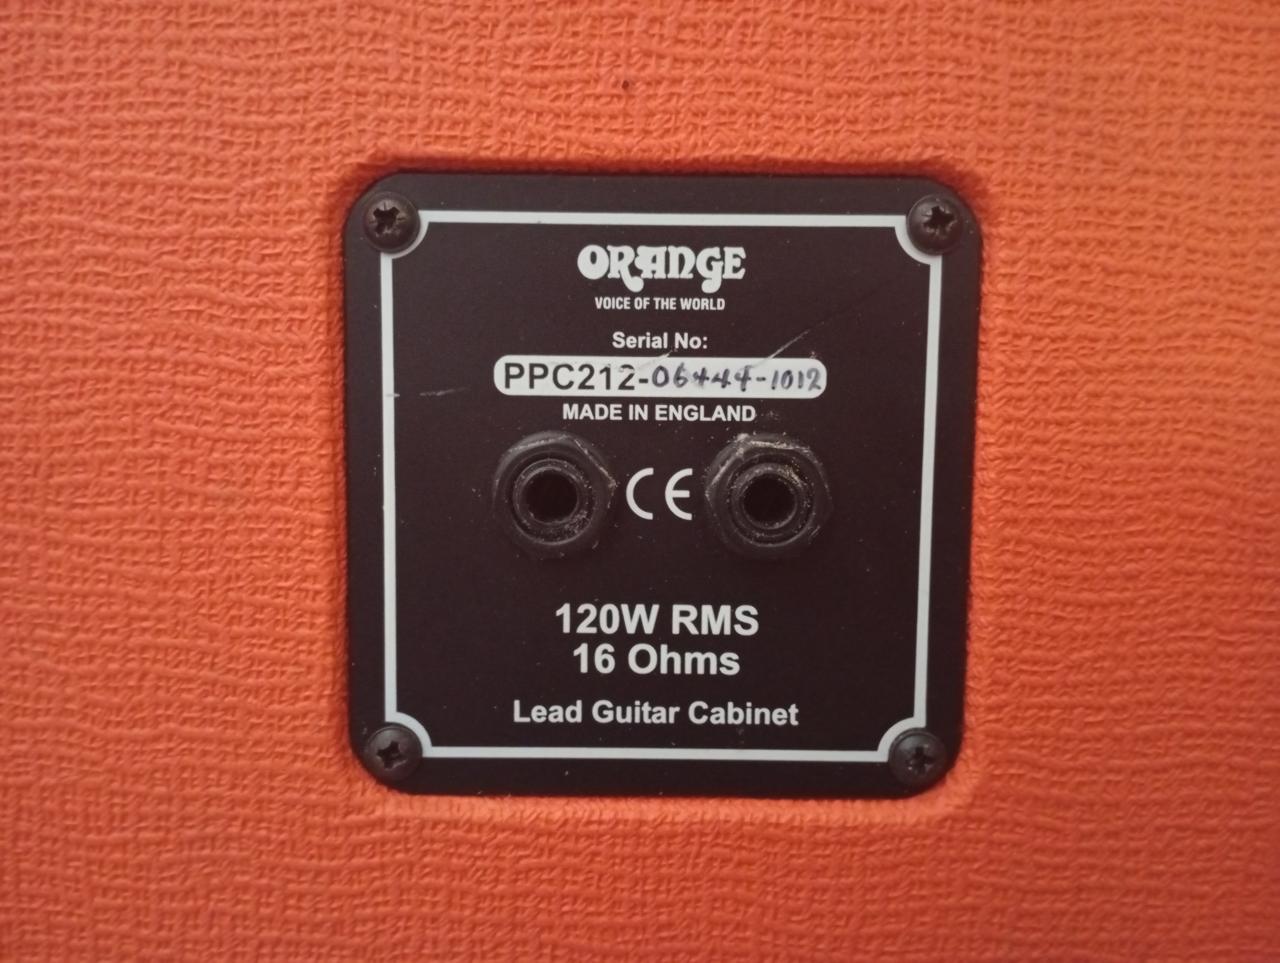 ORANGE
VOICE OF THE WORLD
Serial No:
PPC212-06444-1012
MADE IN ENGLAND
CE
120W RMS
16 Ohms
Lead Guitar Cabinet